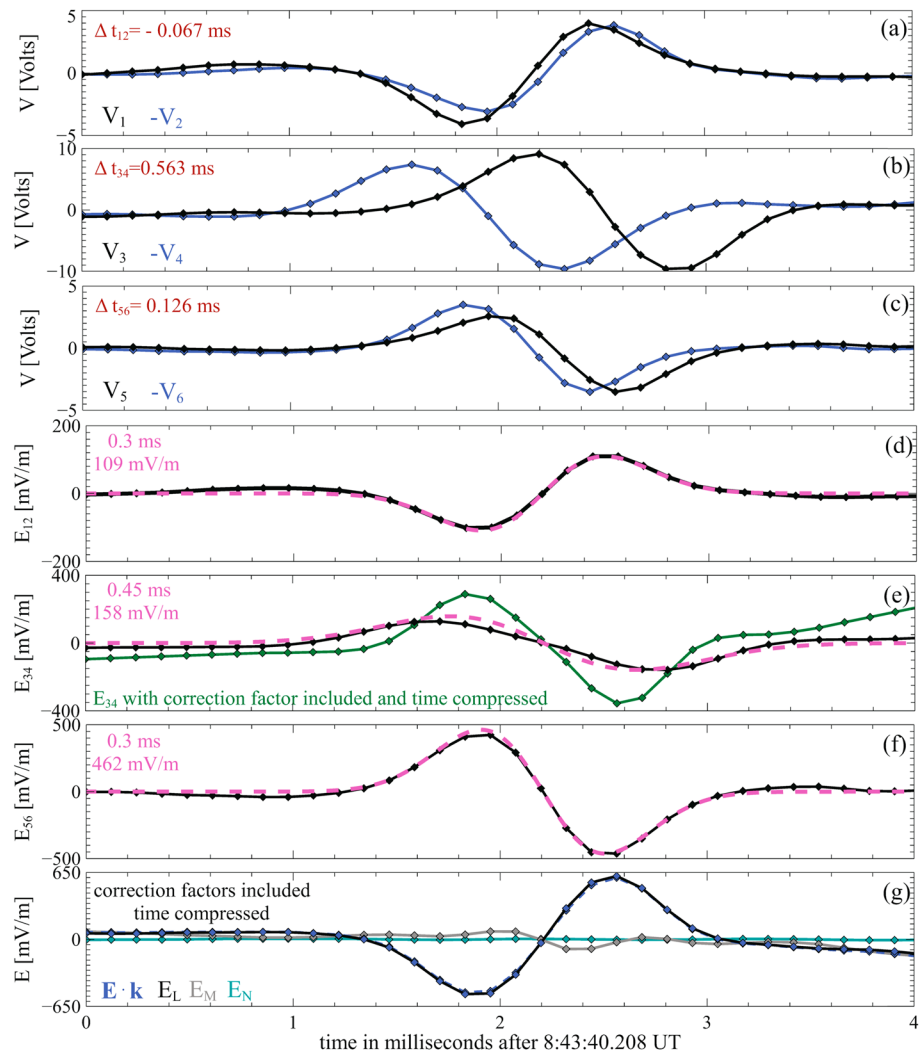 5
0
−5
V [Volts]
Δ t12= - 0.067 ms
(a)
V1 -V2
10
0
−10
V [Volts]
Δ t34=0.563 ms
(b)
V3 -V4
5
0
−5
V [Volts]
Δ t56= 0.126 ms
(c)
V5 -V6
200
0
−200
E12 [mV/m]
0.3 ms
109 mV/m
(d)
400
0
−400
E34 [mV/m]
0.45 ms
158 mV/m
(e)
E34 with correction factor included and time compressed
500
0
−500
E56 [mV/m]
0.3 ms
462 mV/m
(f)
650
0
−650
E [mV/m]
correction factors included
time compressed
(g)
E · k EL EM EN
0 1 2 3 4
time in milliseconds after 8:43:40.208 UT